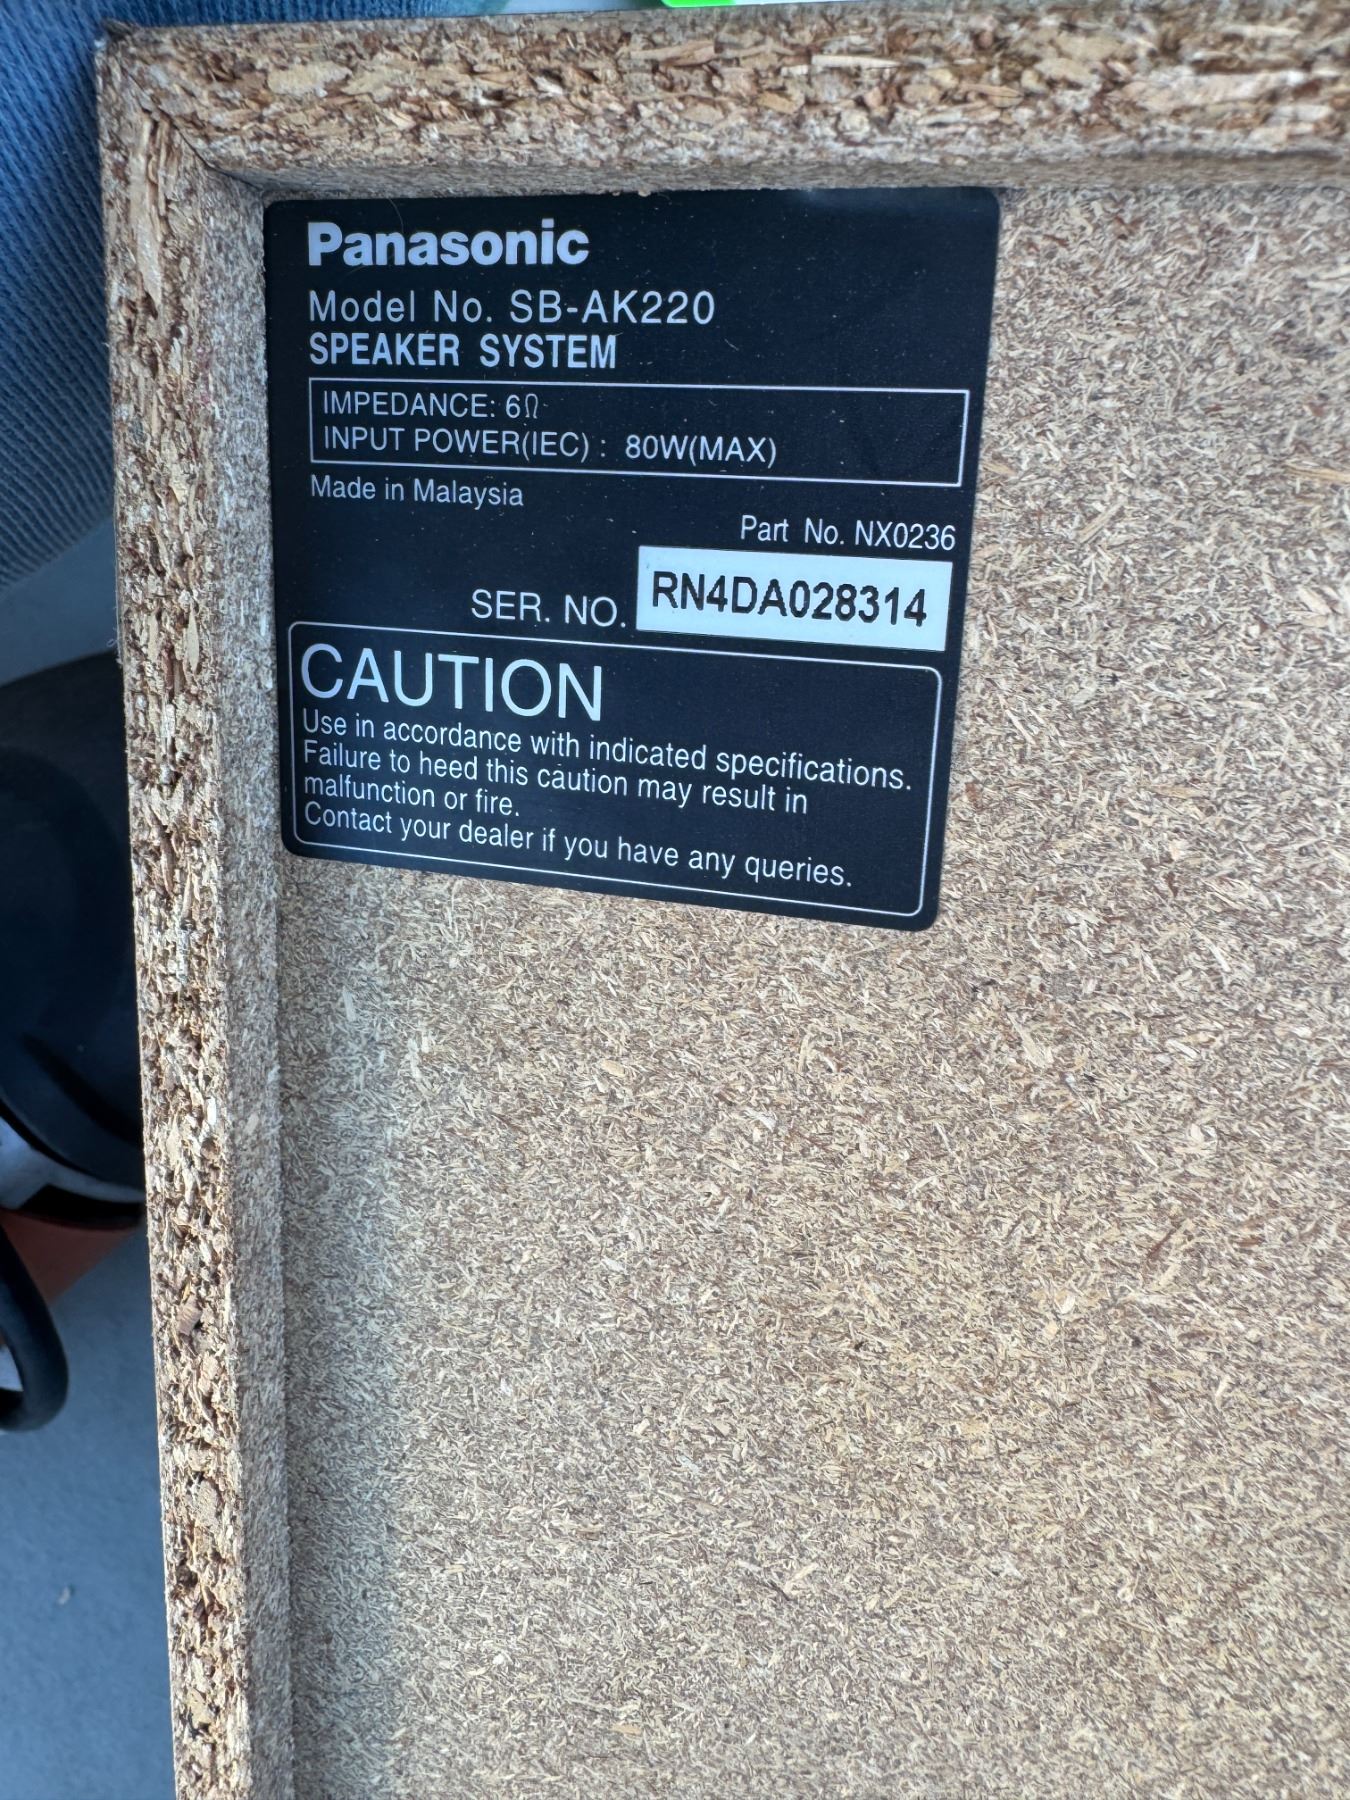 Panasonic
Model No. SB-AK220
SPEAKER SYSTEM
IMPEDANCE: 6Ω
INPUT POWER(IEC) : 80W(MAX)
Made in Malaysia
Part No. NX0236
SER. NO. RN4DA028314
CAUTION
Use in accordance with indicated specifications.
Failure to heed this caution may result in
malfunction or fire.
Contact your dealer if you have any queries.